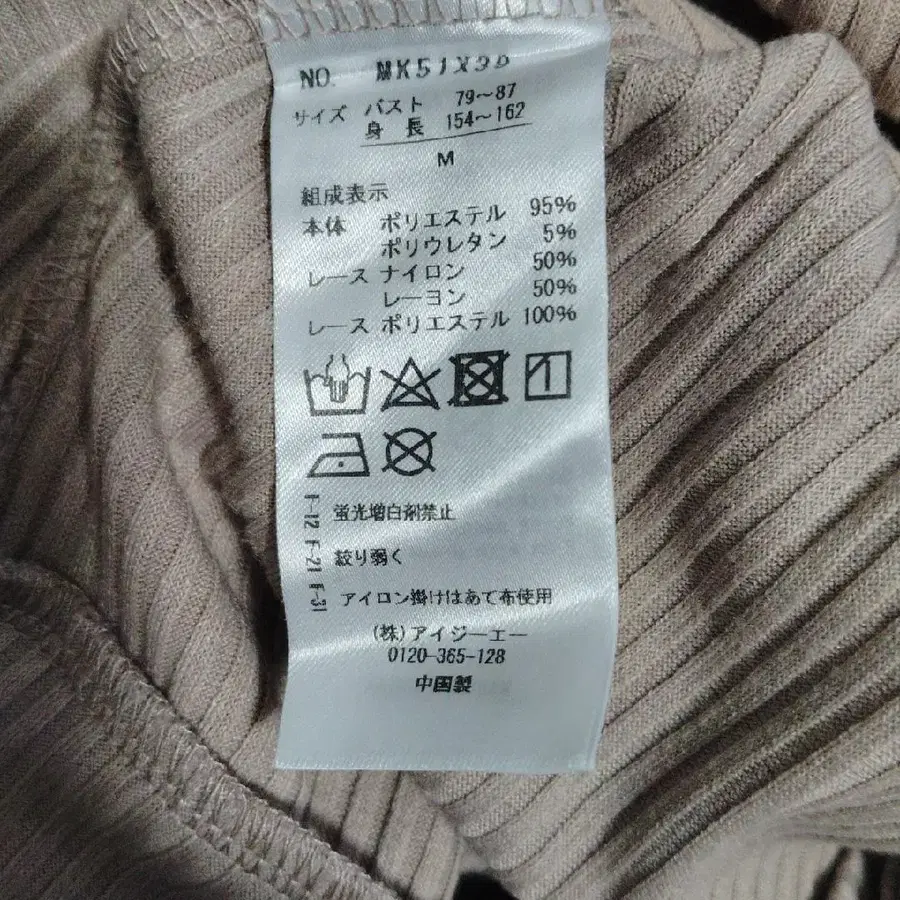 NO. MK51X38
サイズ バスト 79〜87
身長 154〜162
M
組成表示
本体 ポリエステル 95%
ポリウレタン 5%
レース ナイロン 50%
レーヨン 50%
レース ポリエステル 100%
F-12 蛍光増白剤禁止
F-21 絞り弱く
F-31 アイロン掛けはあて布使用
(株)アイジーエー
0120-365-128
中国製